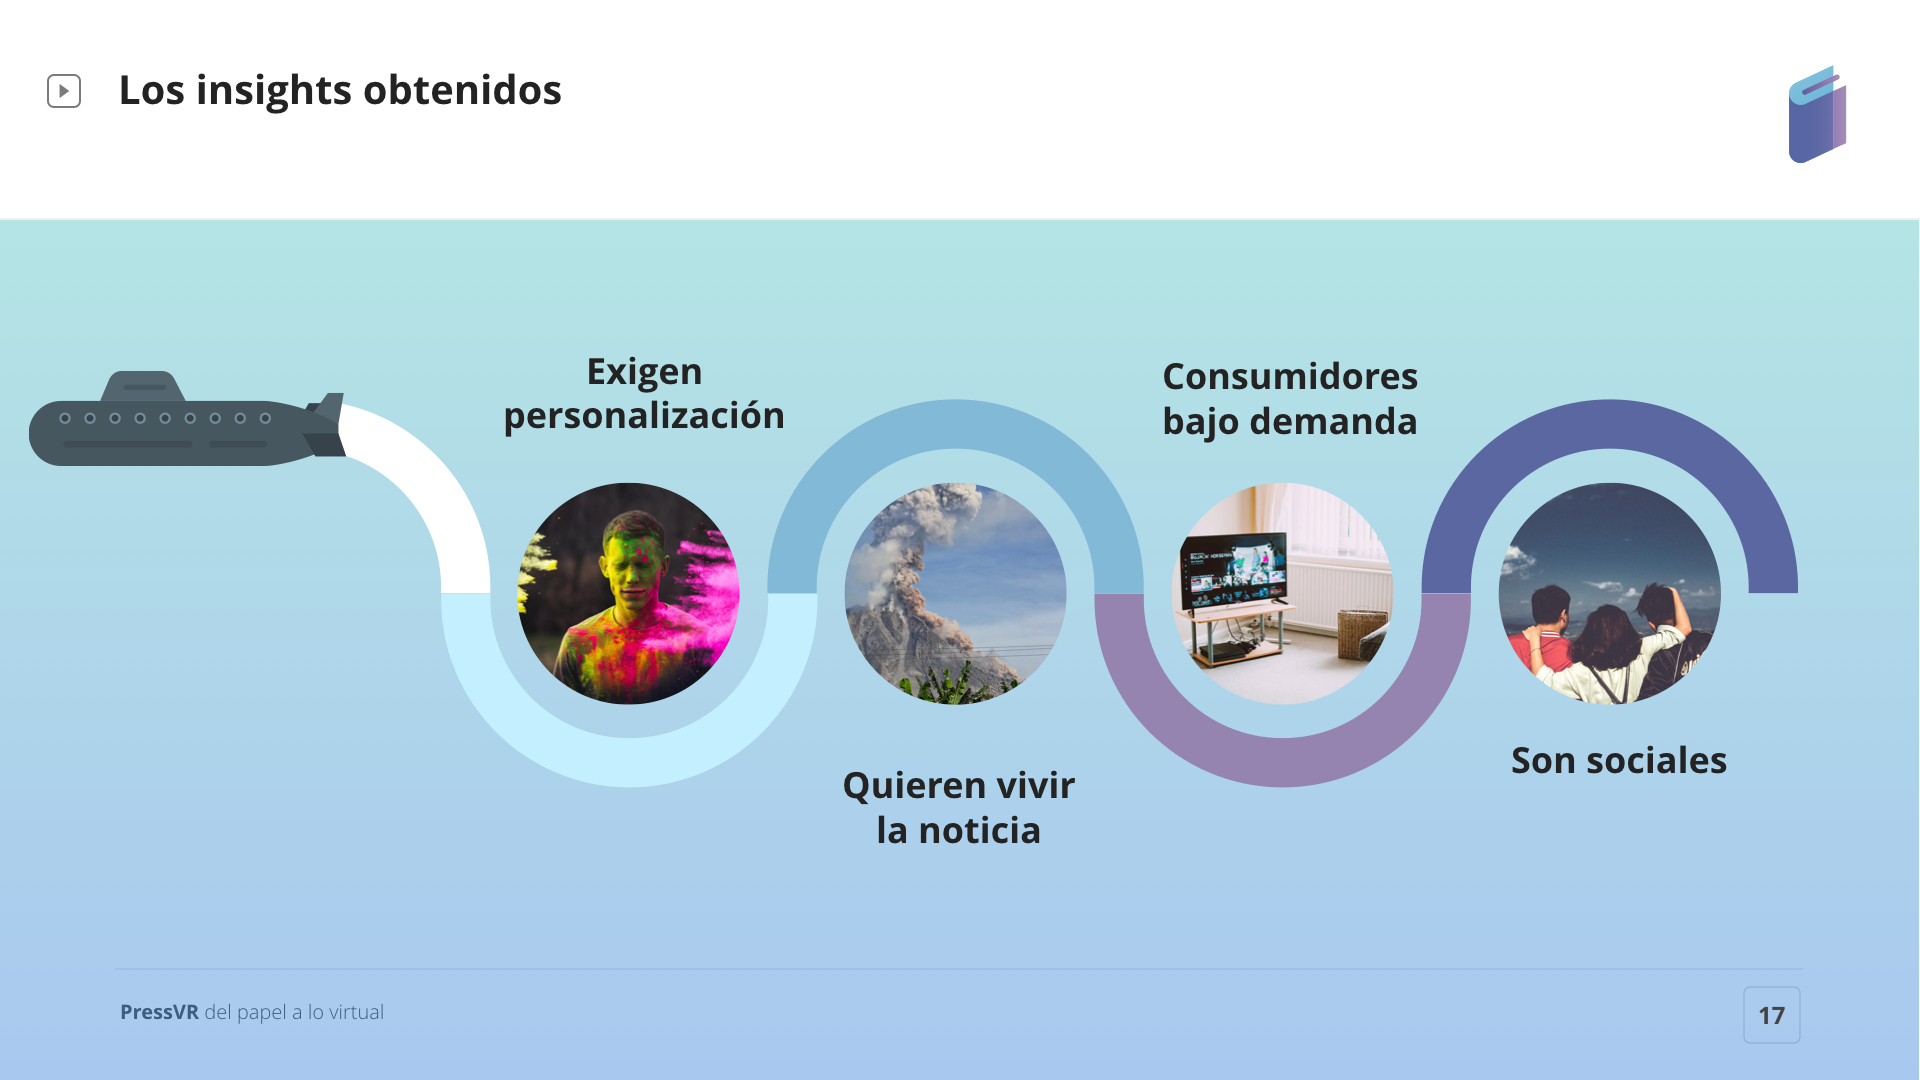 Los insights obtenidos
Exigen
personalización
Consumidores
bajo demanda
Quieren vivir
la noticia
Son sociales
PressVR del papel a lo virtual
17